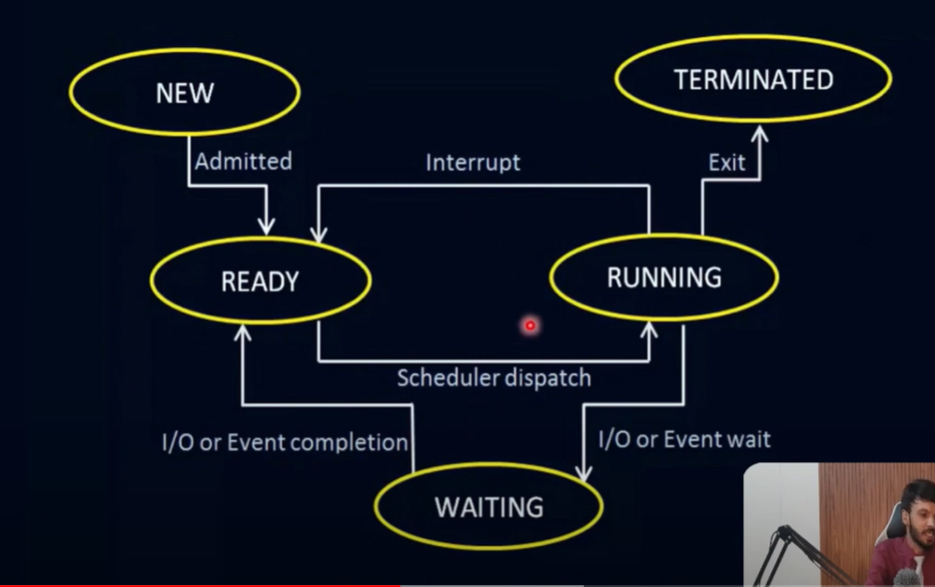 NEW
TERMINATED
Admitted
Interrupt
Exit
READY
RUNNING
Scheduler dispatch
I/O or Event completion
I/O or Event wait
WAITING